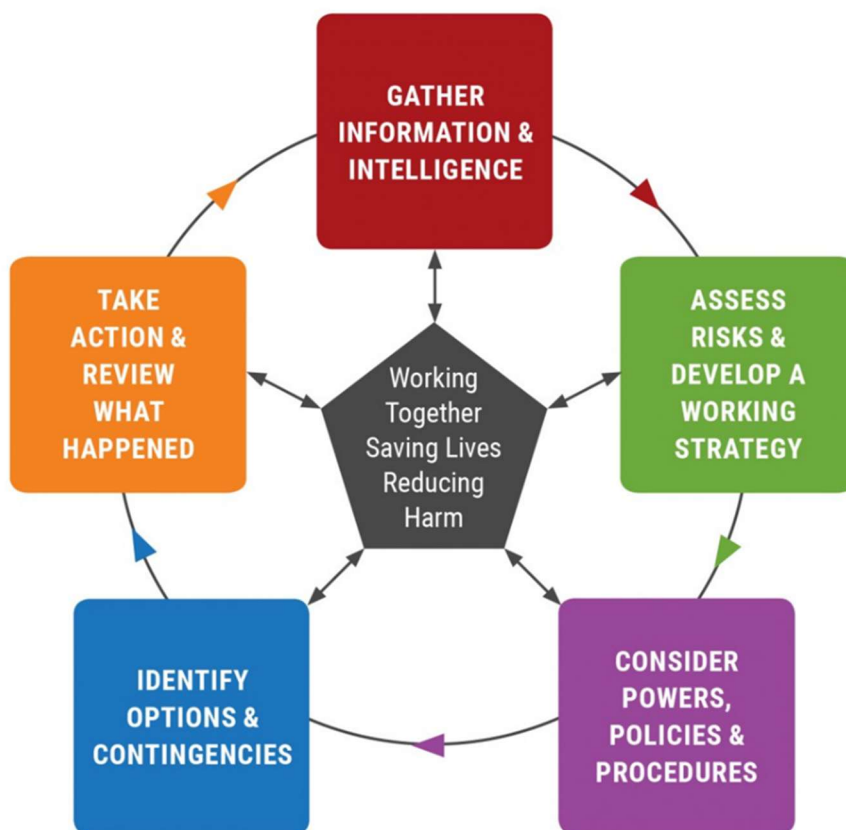 GATHER
INFORMATION &
INTELLIGENCE
ASSESS
RISKS &
DEVELOP A
WORKING
STRATEGY
CONSIDER
POWERS,
POLICIES &
PROCEDURES
IDENTIFY
OPTIONS &
CONTINGENCIES
TAKE
ACTION &
REVIEW
WHAT
HAPPENED
Working
Together
Saving Lives
Reducing
Harm